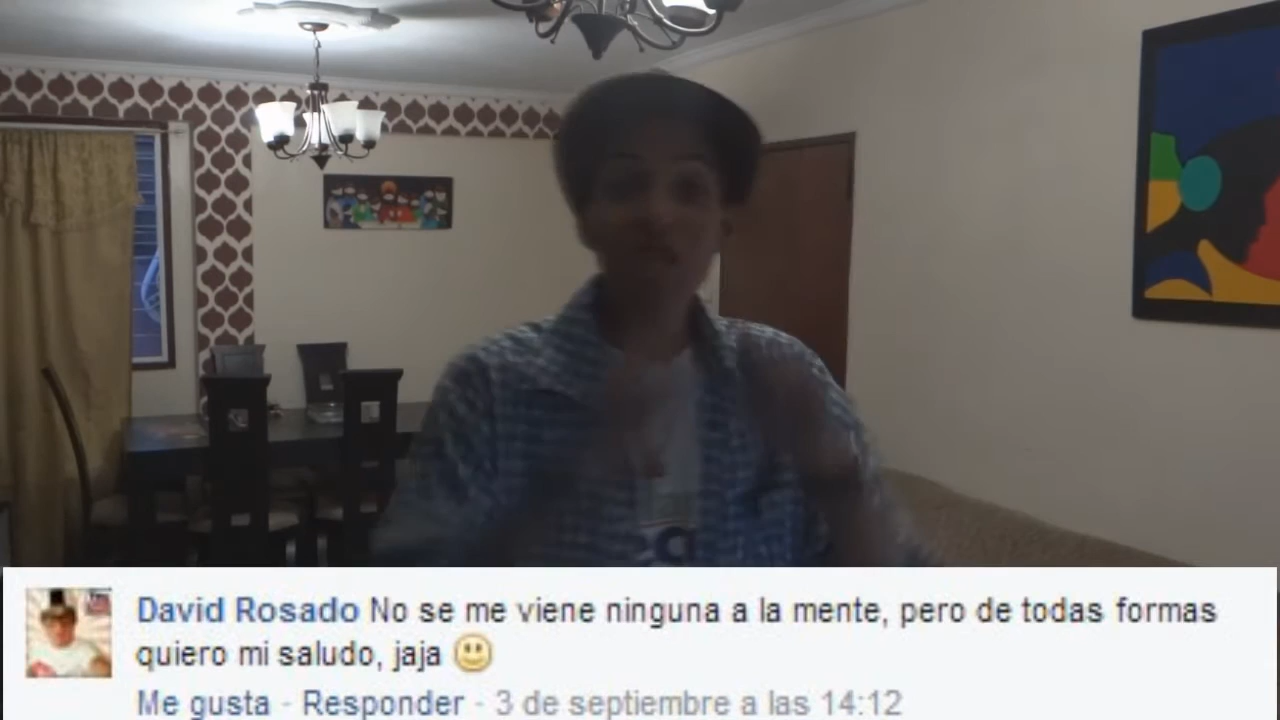 David Rosado No se me viene ninguna a la mente, pero de todas formas
quiero mi saludo, jaja
Me gusta - Responder - 3 de septiembre a las 14:12